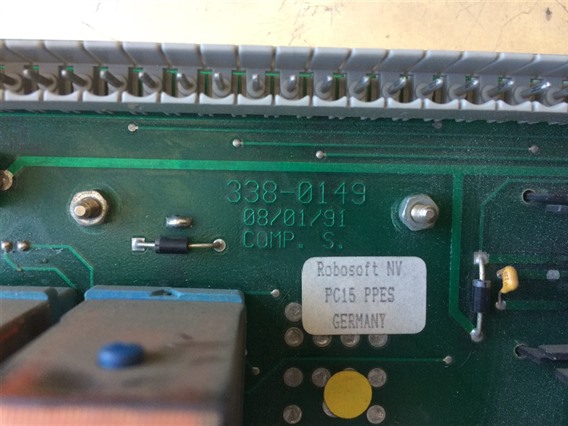 338-0149
08/01/91
COMP. S.
Robosoft NV
PC15 PPES
GERMANY